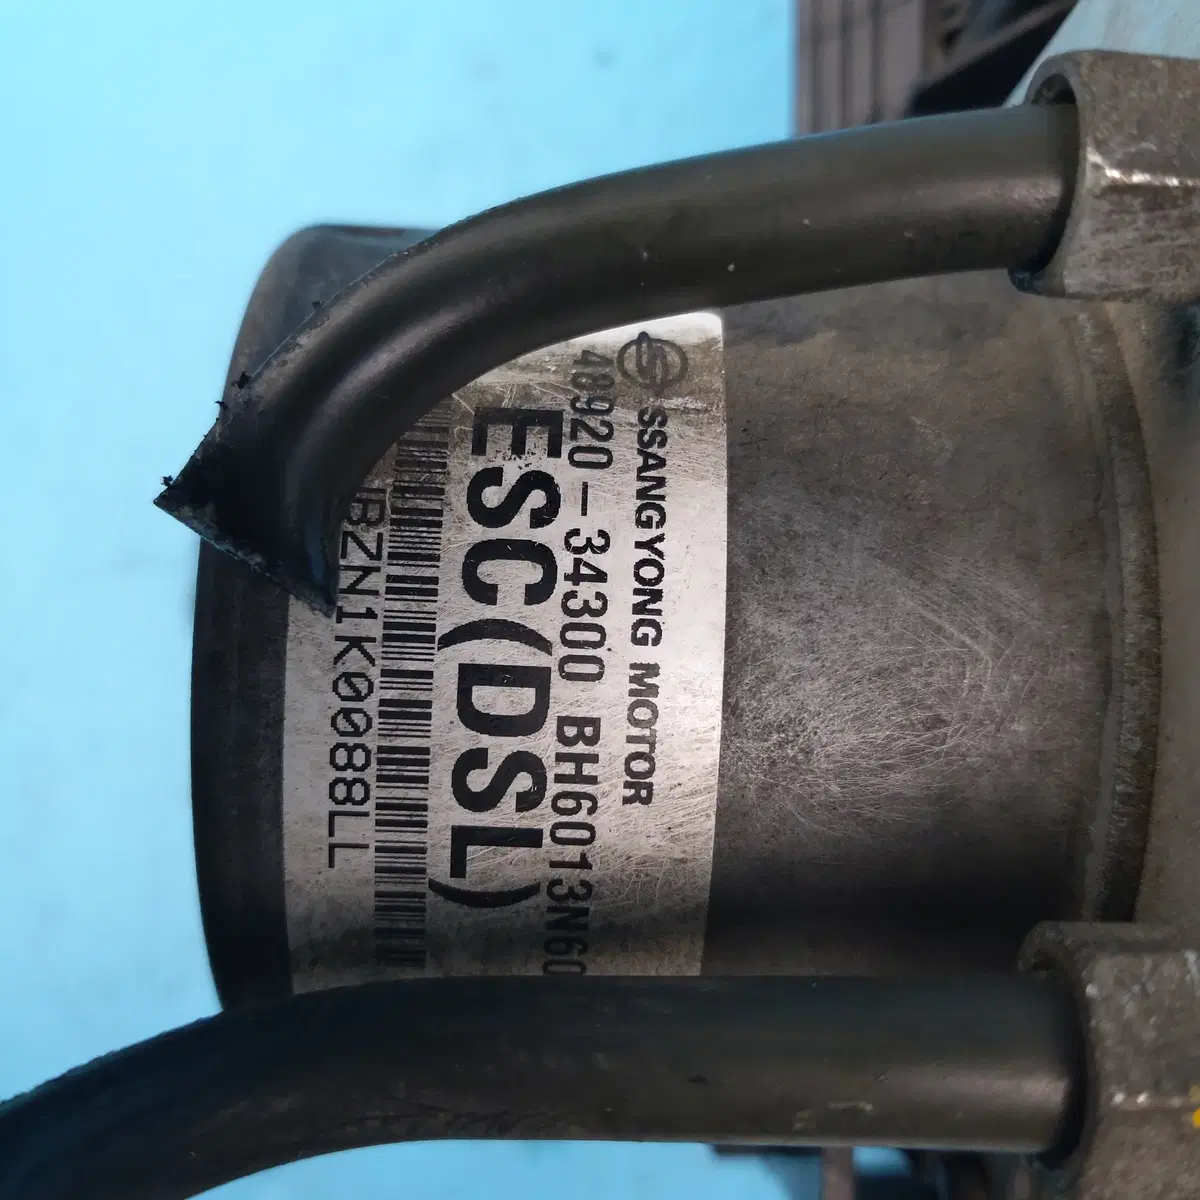 SSANGYONG MOTOR
48920-34300 BH6013N60
ESC(DSL)
BZN1K0088LL